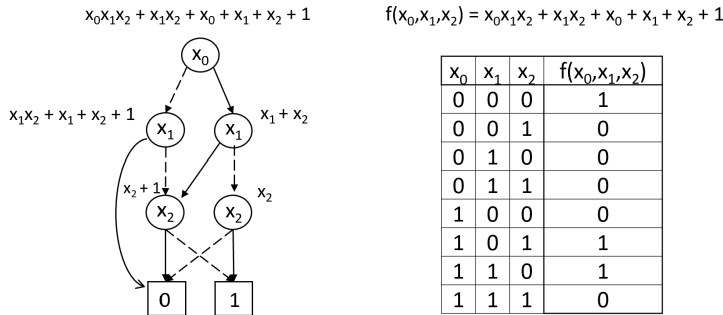 x₀x₁x₂ + x₁x₂ + x₀ + x₁ + x₂ + 1
x₀
x₁x₂ + x₁ + x₂ + 1
x₁
x₁
x₁ + x₂
x₂ + 1
x₂
x₂
x₂
0
1
f(x₀,x₁,x₂) = x₀x₁x₂ + x₁x₂ + x₀ + x₁ + x₂ + 1
x₀ x₁ x₂ f(x₀,x₁,x₂)
0 0 0 1
0 0 1 0
0 1 0 0
0 1 1 0
1 0 0 0
1 0 1 1
1 1 0 1
1 1 1 0